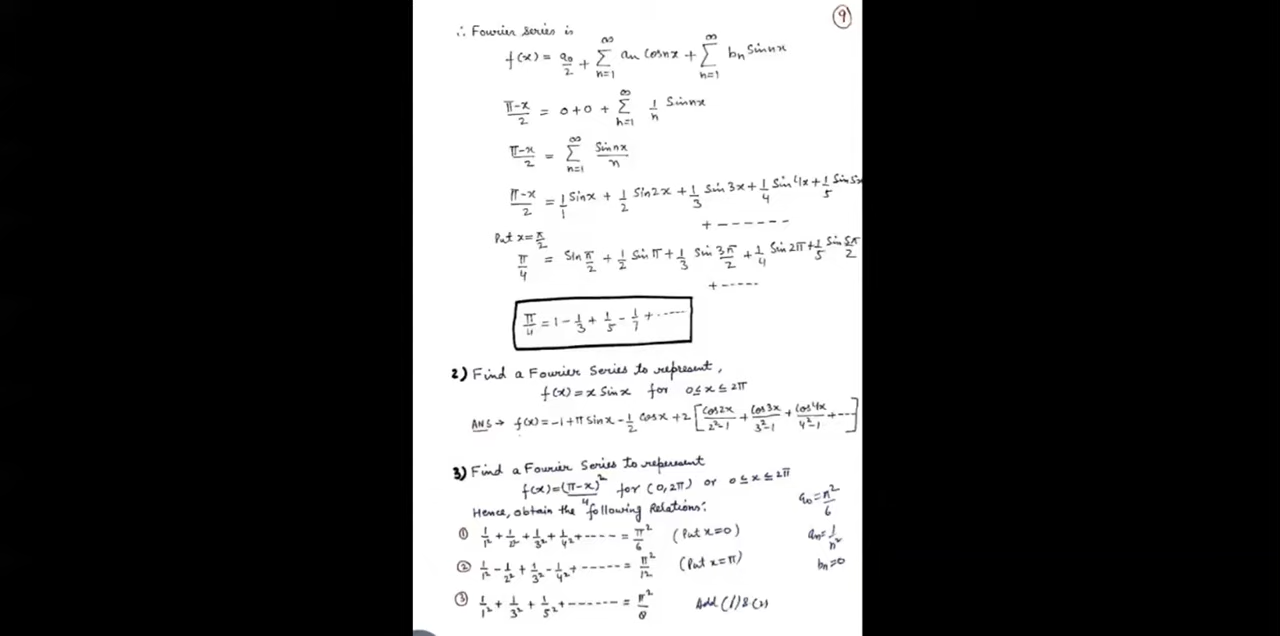 9
∴ Fourier Series is
f(x) = a₀/2 + ∑_{n=1}^{∞} an Cosnx + ∑_{n=1}^{∞} bn Sinnx
π-x/2 = 0+0 + ∑_{n=1}^{∞} 1/n Sinnx
π-x/2 = ∑_{n=1}^{∞} Sinnx/n
π-x/2 = 1/1 Sinx + 1/2 Sin2x + 1/3 Sin3x + 1/4 Sin4x + 1/5 Sin5x
+ -------
Put x = π/2
π/4 = Sin π/2 + 1/2 Sin π + 1/3 Sin 3π/2 + 1/4 Sin 2π + 1/5 Sin 5π/2
+ -----
π/4 = 1 - 1/3 + 1/5 - 1/7 + -----
2) Find a Fourier Series to represent,
f(x) = x Sinx for 0 ≤ x ≤ 2π
ANS → f(x) = -1 + π Sinx - 1/2 Cosx + 2 [ Cos2x/2²-1 + Cos3x/3²-1 + Cos4x/4²-1 + --- ]
3) Find a Fourier Series to represent
f(x) = (π-x)²/4 for (0, 2π) or 0 ≤ x ≤ 2π
Hence, obtain the following Relations:
① 1/1² + 1/2² + 1/3² + 1/4² + ----- = π²/6 (Put x=0)
② 1/1² - 1/2² + 1/3² - 1/4² + ------ = π²/12 (Put x=π)
③ 1/1² + 1/3² + 1/5² + ------- = π²/8 Add (1) & (2)
a₀ = π²/6
an = 1/n²
bn = 0